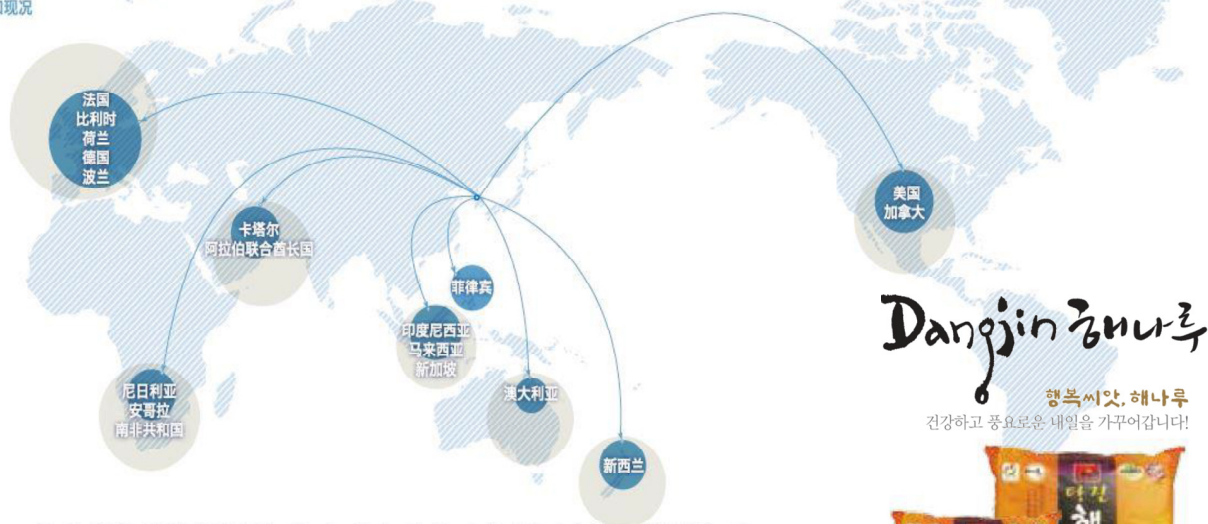 现况
法国
比利时
荷兰
德国
波兰
卡塔尔
阿拉伯联合酋长国
美国
加拿大
菲律宾
印度尼西亚
马来西亚
新加坡
尼日利亚
安哥拉
南非共和国
澳大利亚
新西兰
Dangjin 해나루
행복씨앗, 해나루
건강하고 풍요로운 내일을 가꾸어갑니다!
당진
해